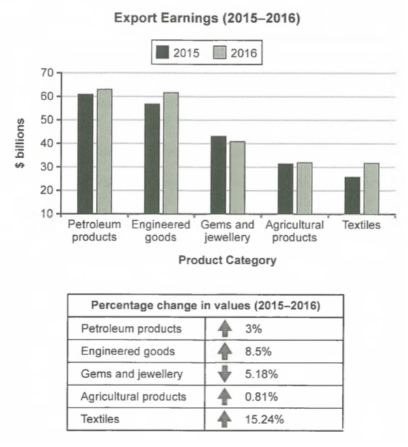 Export Earnings (2015–2016)
2015 2016
$ billions
70
60
50
40
30
20
10
Petroleum products
Engineered goods
Gems and jewellery
Agricultural products
Textiles
Product Category
Percentage change in values (2015–2016)
Petroleum products 3%
Engineered goods 8.5%
Gems and jewellery 5.18%
Agricultural products 0.81%
Textiles 15.24%